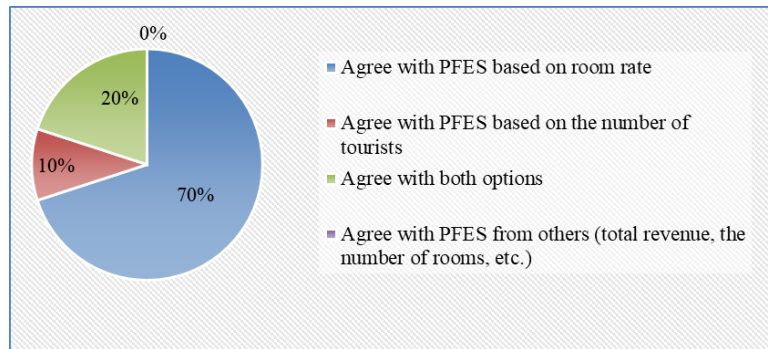 0%
20%
10%
70%
Agree with PFES based on room rate
Agree with PFES based on the number of
tourists
Agree with both options
Agree with PFES from others (total revenue, the
number of rooms, etc.)